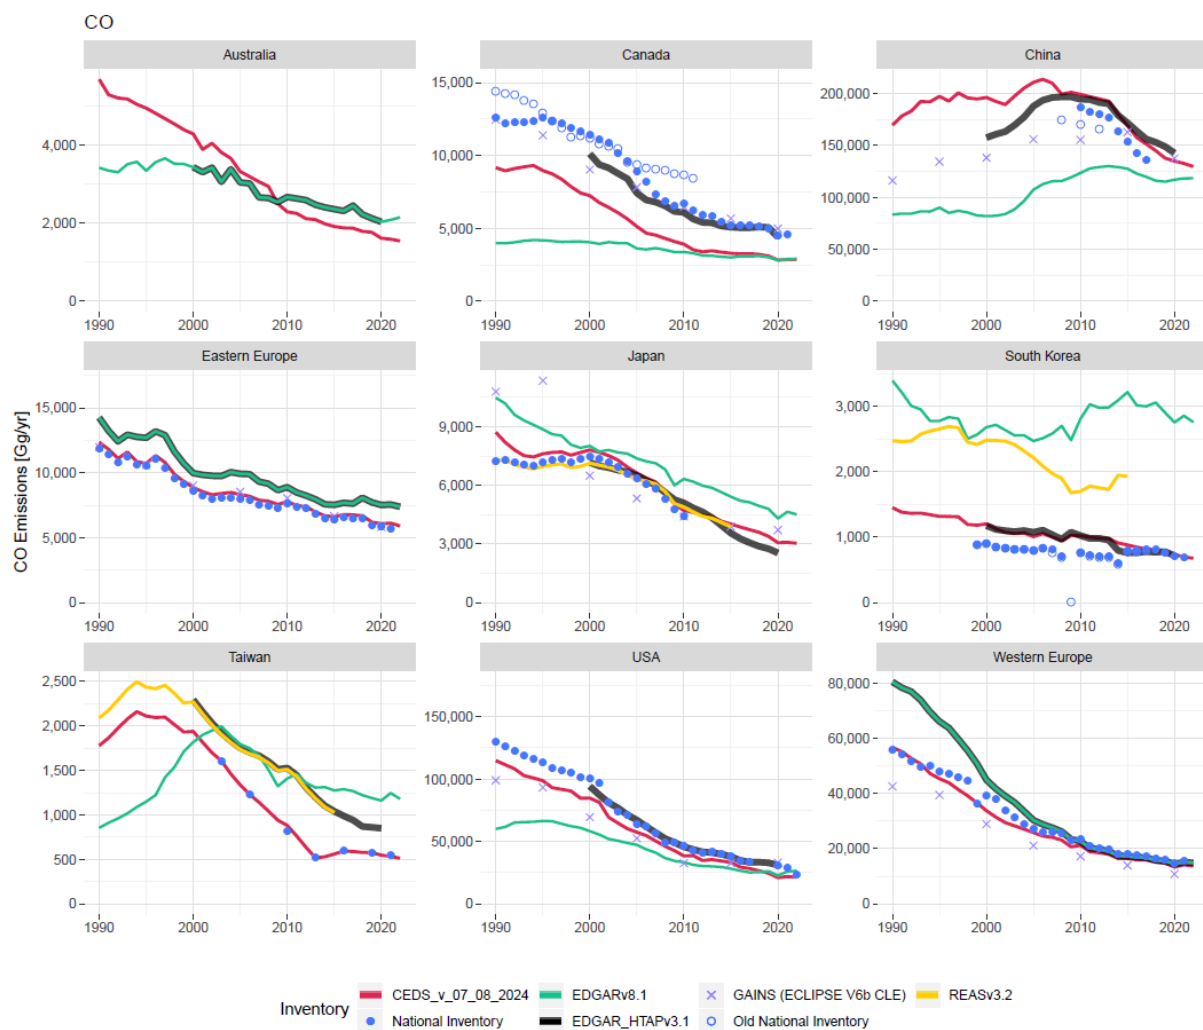 CO
Australia Canada China
4,000
2,000
0
1990 2000 2010 2020
15,000
10,000
5,000
0
1990 2000 2010 2020
200,000
150,000
100,000
50,000
0
1990 2000 2010 2020
Eastern Europe Japan South Korea
CO Emissions [Gg/yr]
15,000
10,000
5,000
0
1990 2000 2010 2020
9,000
6,000
3,000
0
1990 2000 2010 2020
3,000
2,000
1,000
0
1990 2000 2010 2020
Taiwan USA Western Europe
2,500
2,000
1,500
1,000
500
0
1990 2000 2010 2020
150,000
100,000
50,000
0
1990 2000 2010 2020
80,000
60,000
40,000
20,000
0
1990 2000 2010 2020
Inventory
CEDS_v_07_08_2024 EDGARv8.1 GAINS (ECLIPSE V6b CLE) REASv3.2
National Inventory EDGAR_HTAPv3.1 Old National Inventory